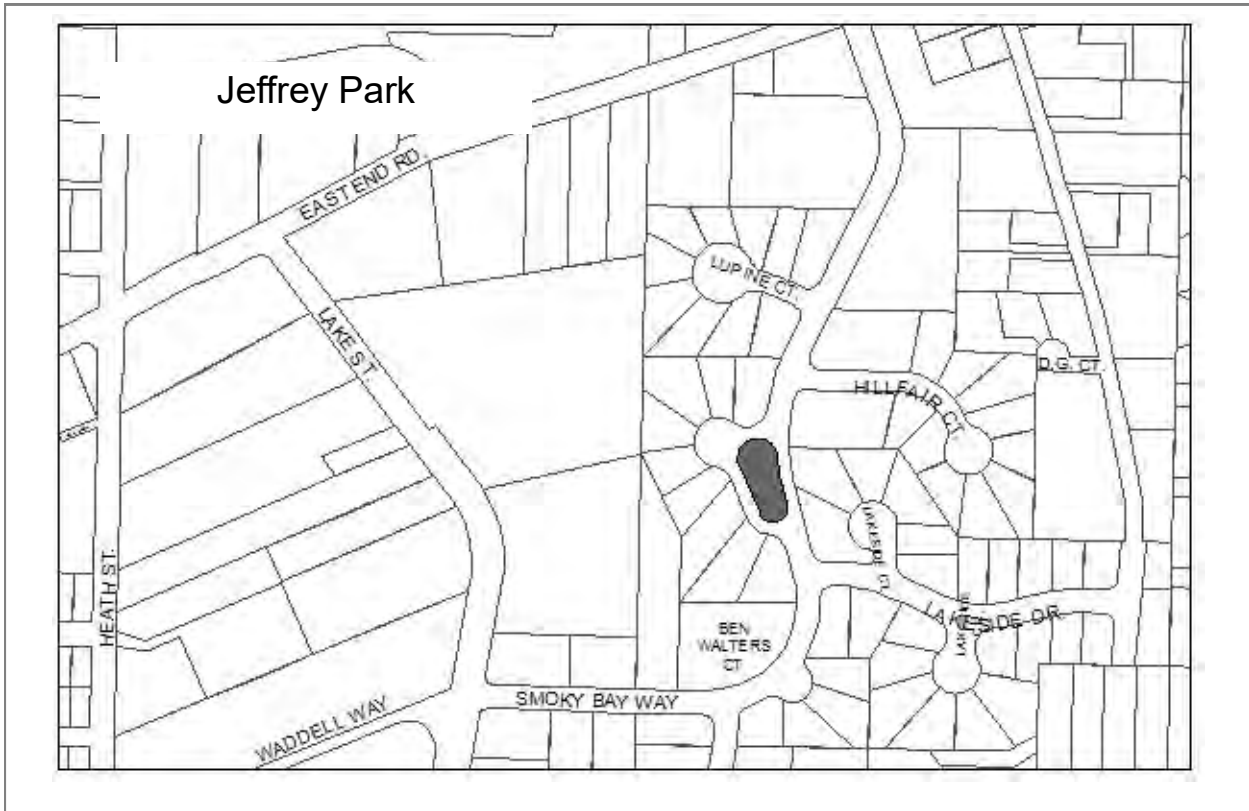 Jeffrey Park
EAST END RD.
LUPINE CT.
LAKE ST.
D.G. CT.
HILLFAIR CT.
LAKESIDE CT.
HEATH ST.
LAKESIDE DR.
BEN
WALTERS
CT
SMOKY BAY WAY
WADDELL WAY